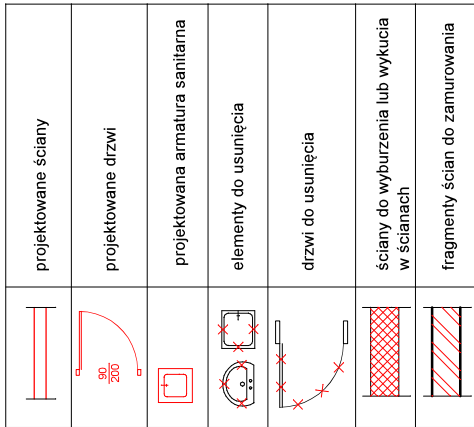 projektowane ściany
projektowane drzwi
90
200
projektowana armatura sanitarna
elementy do usunięcia
drzwi do usunięcia
ściany do wyburzenia lub wykucia
w ścianach
fragmenty ścian do zamurowania